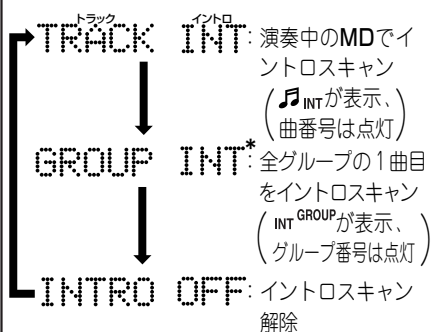 トラック イントロ
TRACK INT: 演奏中のMDでイ
ントロスキャン
(♫INTが表示、
曲番号は点灯)
GROUP INT*: 全グループの1曲目
をイントロスキャン
(INT GROUPが表示、
グループ番号は点灯)
INTRO OFF: イントロスキャン
解除